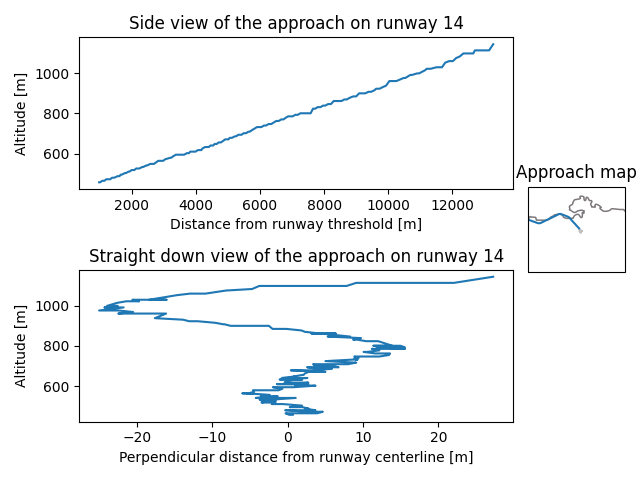 Side view of the approach on runway 14
1000
800
600
Altitude [m]
2000 4000 6000 8000 10000 12000
Distance from runway threshold [m]
Approach map
Straight down view of the approach on runway 14
1000
800
600
Altitude [m]
−20 −10 0 10 20
Perpendicular distance from runway centerline [m]